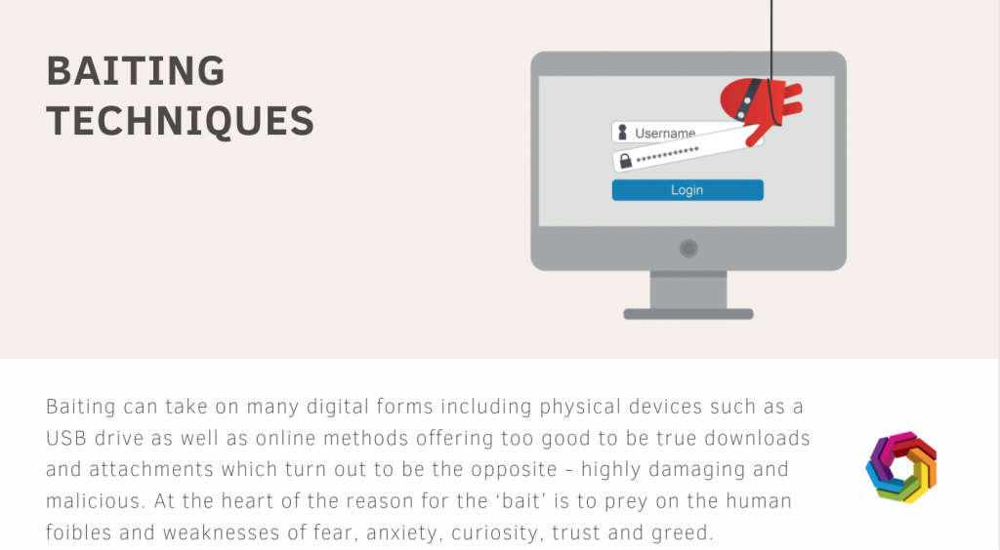 BAITING
TECHNIQUES
Username
************
Login
Baiting can take on many digital forms including physical devices such as a
USB drive as well as online methods offering too good to be true downloads
and attachments which turn out to be the opposite – highly damaging and
malicious. At the heart of the reason for the ‘bait’ is to prey on the human
foibles and weaknesses of fear, anxiety, curiosity, trust and greed.